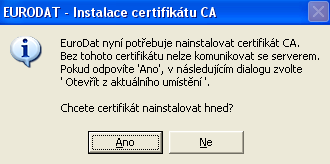 EURODAT - Instalace certifikátu CA
EuroDat nyní potřebuje nainstalovat certifikát CA.
Bez tohoto certifikátu nelze komunikovat se serverem.
Pokud odpovíte 'Ano', v následujícím dialogu zvolte
' Otevřít z aktuálního umístění '.
Chcete certifikát nainstalovat hned?
Ano
Ne